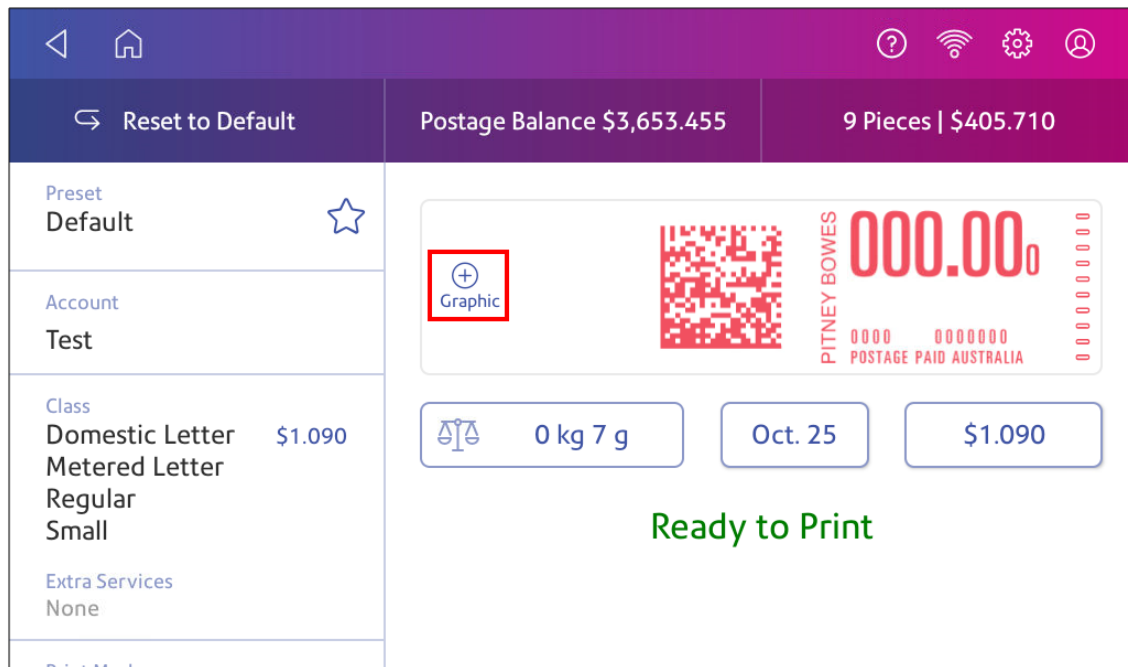 Reset to Default
Postage Balance $3,653.455
9 Pieces | $405.710
Preset
Default
Account
Test
Class
Domestic Letter $1.090
Metered Letter
Regular
Small
Extra Services
None
Graphic
PITNEY BOWES
000.000
0000 0000000
POSTAGE PAID AUSTRALIA
0 kg 7 g
Oct. 25
$1.090
Ready to Print